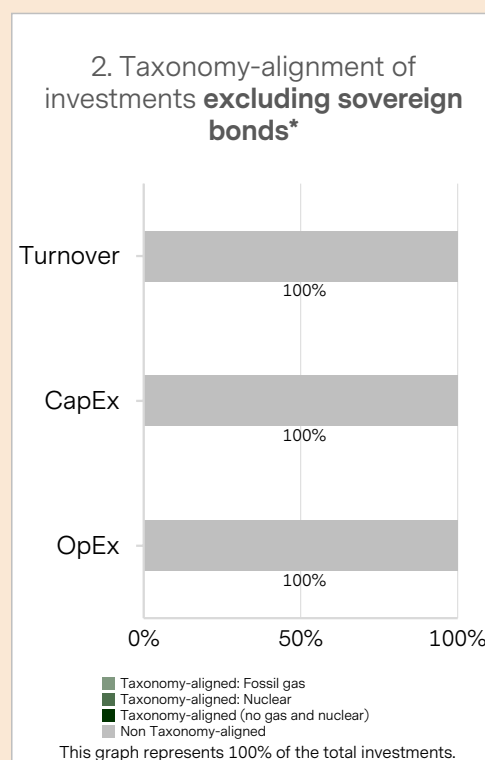 2. Taxonomy-alignment of
investments excluding sovereign
bonds*
Turnover
100%
CapEx
100%
OpEx
100%
0% 50% 100%
Taxonomy-aligned: Fossil gas
Taxonomy-aligned: Nuclear
Taxonomy-aligned (no gas and nuclear)
Non Taxonomy-aligned
This graph represents 100% of the total investments.